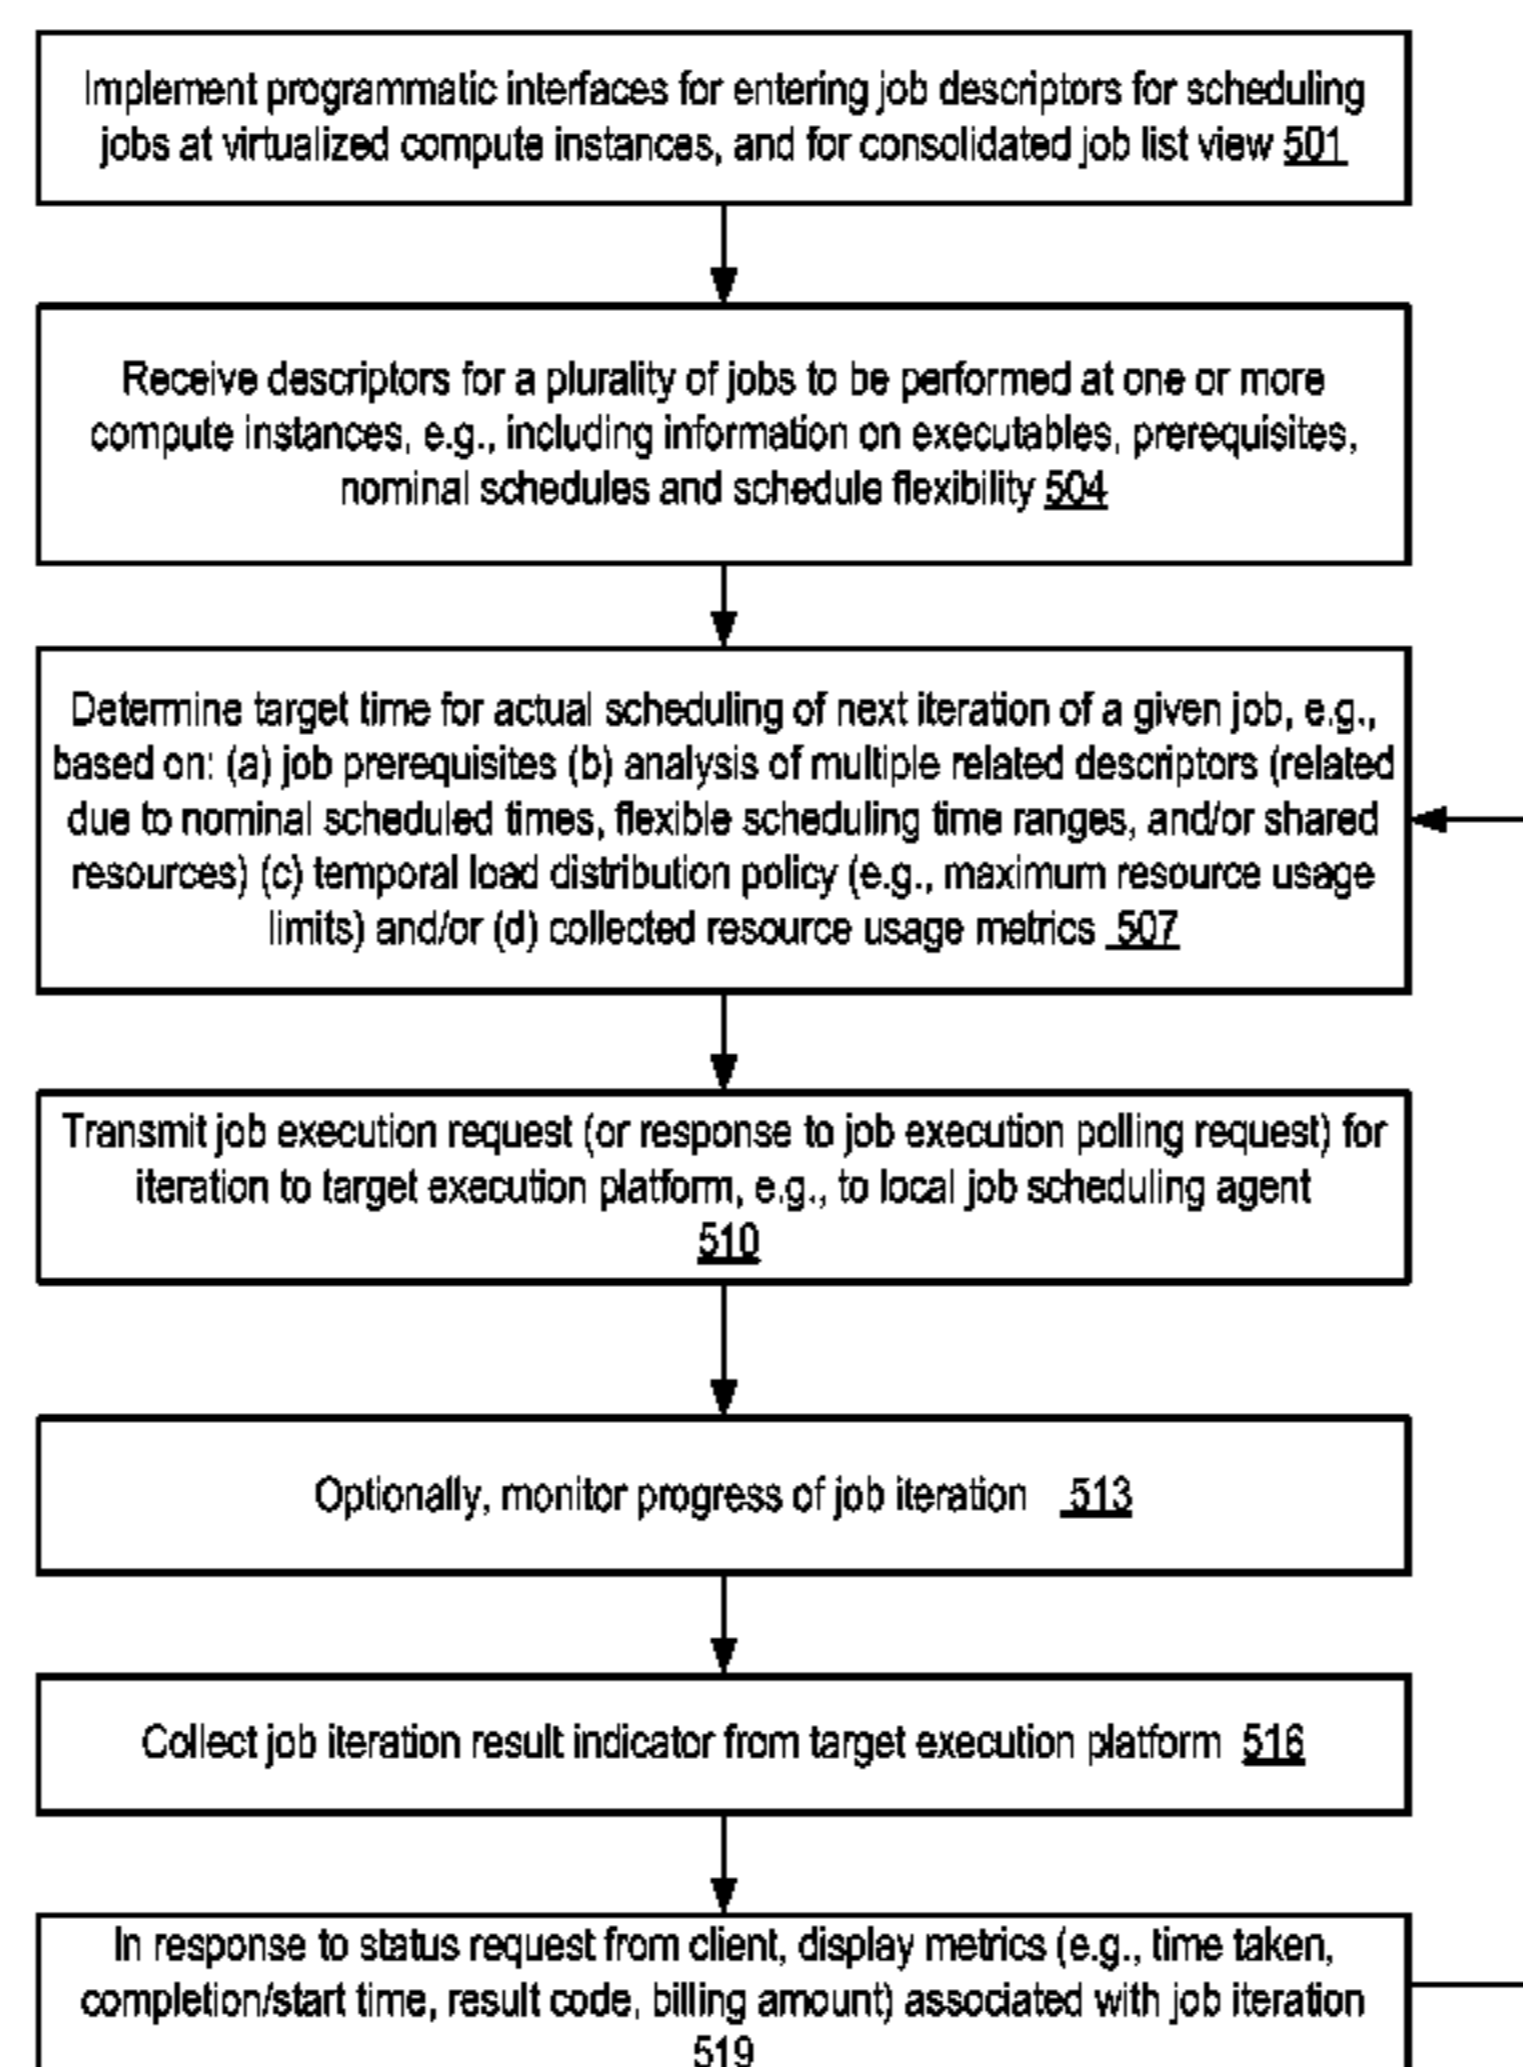 Implement programmatic interfaces for entering job descriptors for scheduling
jobs at virtualized compute instances, and for consolidated job list view 501
Receive descriptors for a plurality of jobs to be performed at one or more
compute instances, e.g., including information on executables, prerequisites,
nominal schedules and schedule flexibility 504
Determine target time for actual scheduling of next iteration of a given job, e.g.,
based on: (a) job prerequisites (b) analysis of multiple related descriptors (related
due to nominal scheduled times, flexible scheduling time ranges, and/or shared
resources) (c) temporal load distribution policy (e.g., maximum resource usage
limits) and/or (d) collected resource usage metrics 507
Transmit job execution request (or response to job execution polling request) for
iteration to target execution platform, e.g., to local job scheduling agent
510
Optionally, monitor progress of job iteration 513
Collect job iteration result indicator from target execution platform 516
In response to status request from client, display metrics (e.g., time taken,
completion/start time, result code, billing amount) associated with job iteration
519